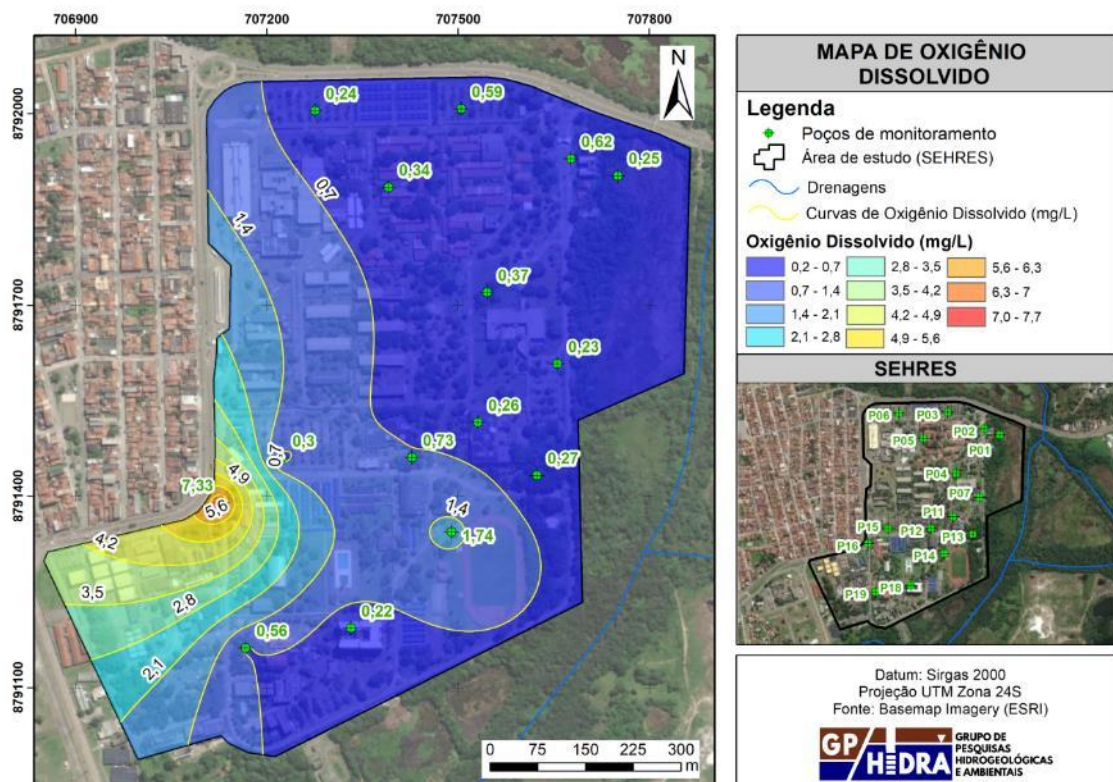 706900
707200
707500
707800
8792000
8791700
8791400
8791100
N
0,24
0,59
0,62
0,25
0,34
0,7
1,4
0,37
0,23
0,26
0,3
0,7
0,73
0,27
4,9
7,33
5,6
1,4
1,74
4,2
3,5
2,8
2,1
0,56
0,22
0 75 150 225 300
m
MAPA DE OXIGÊNIO
DISSOLVIDO
Legenda
Poços de monitoramento
Área de estudo (SEHRES)
Drenagens
Curvas de Oxigênio Dissolvido (mg/L)
Oxigênio Dissolvido (mg/L)
0,2 - 0,7
0,7 - 1,4
1,4 - 2,1
2,1 - 2,8
2,8 - 3,5
3,5 - 4,2
4,2 - 4,9
4,9 - 5,6
5,6 - 6,3
6,3 - 7
7,0 - 7,7
SEHRES
P06
P03
P02
P05
P01
P04
P07
P11
P15
P12
P13
P16
P14
P18
P19
Datum: Sirgas 2000
Projeção UTM Zona 24S
Fonte: Basemap Imagery (ESRI)
GP HIDRA
GRUPO DE
PESQUISAS
HIDROGEOLÓGICAS
E AMBIENTAIS